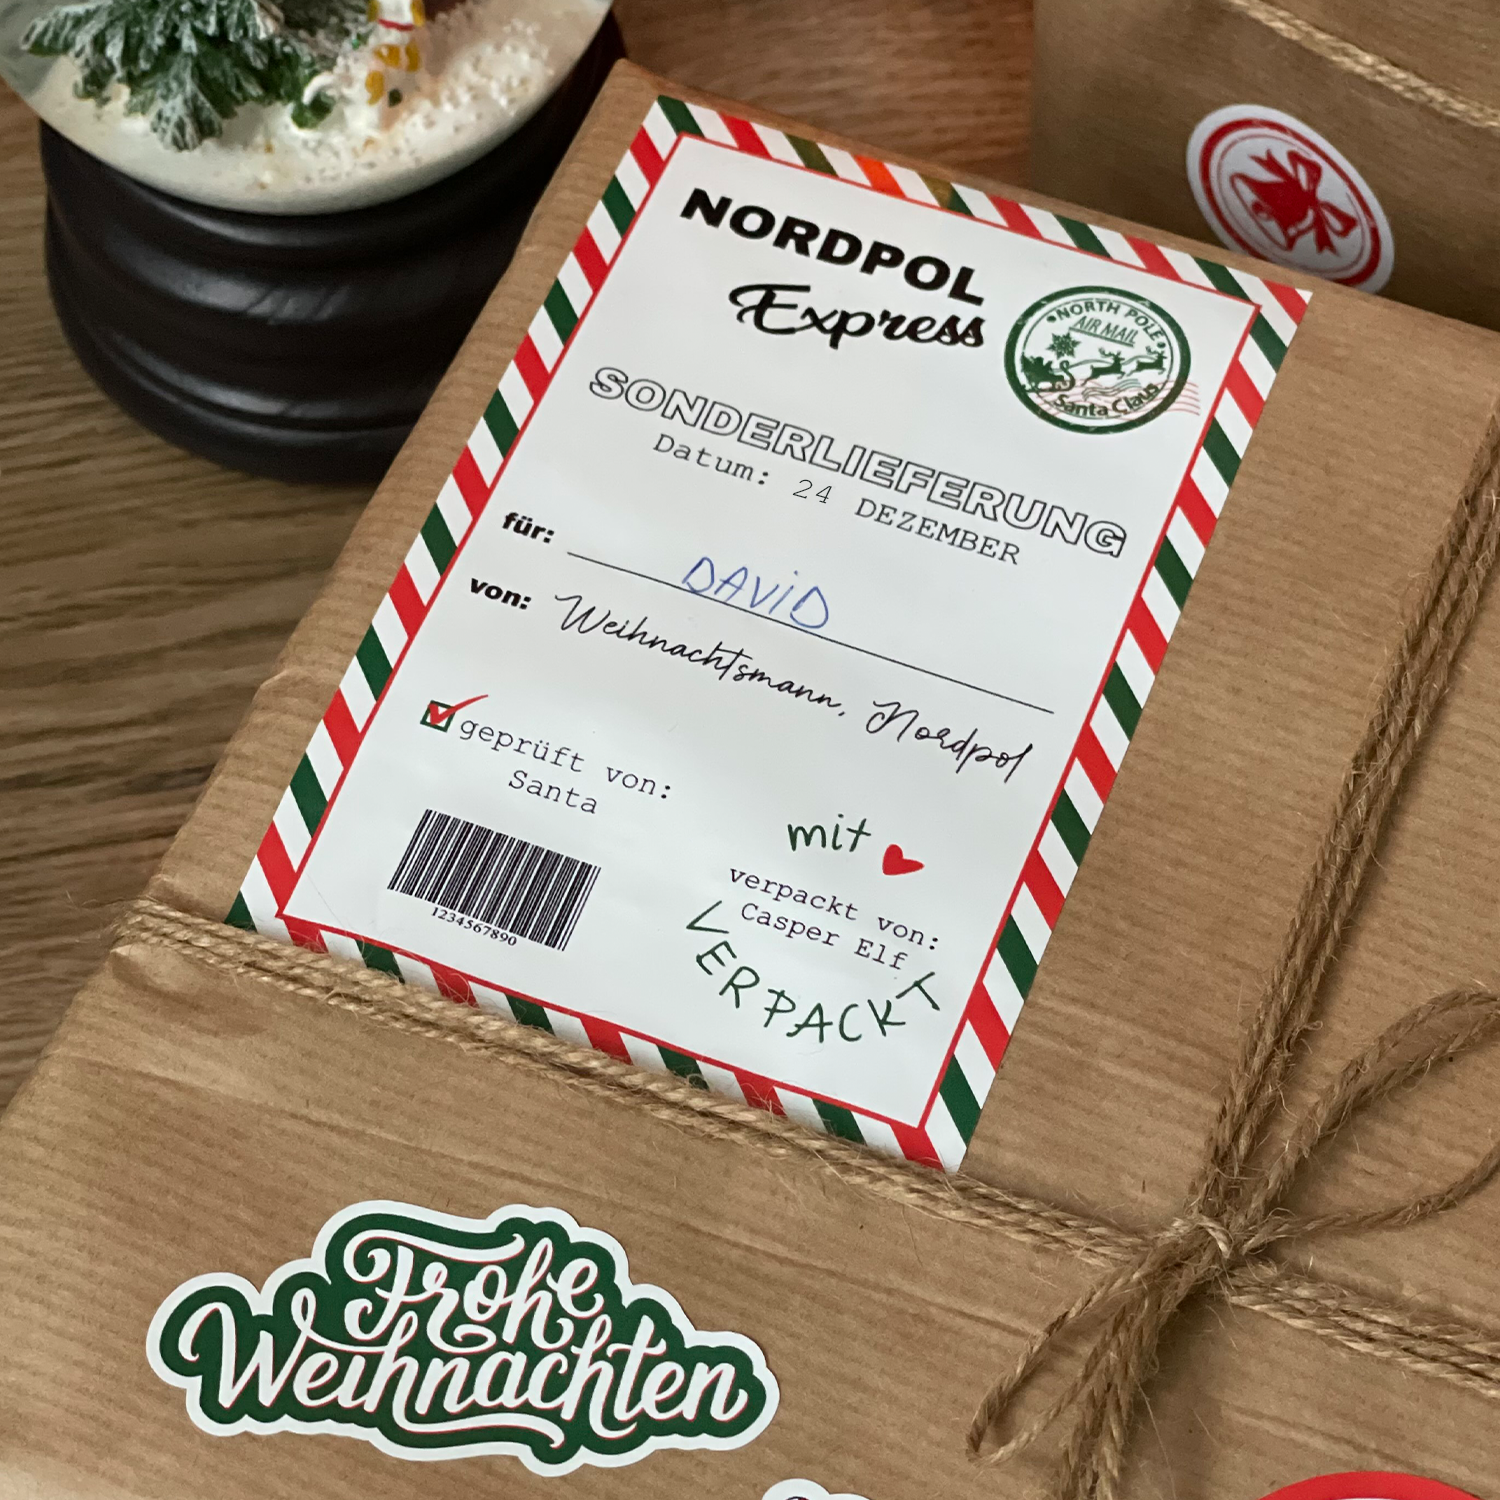 NORDPOL
Express
NORTH POLE
AIR MAIL
Santa Claus
SONDERLIEFERUNG
Datum: 24 DEZEMBER
für: DAViD
von: Weihnachtsmann, Nordpol
geprüft von:
Santa
1234567890
mit
verpackt von:
Casper Elf
VERPACKT
Frohe
Weihnachten